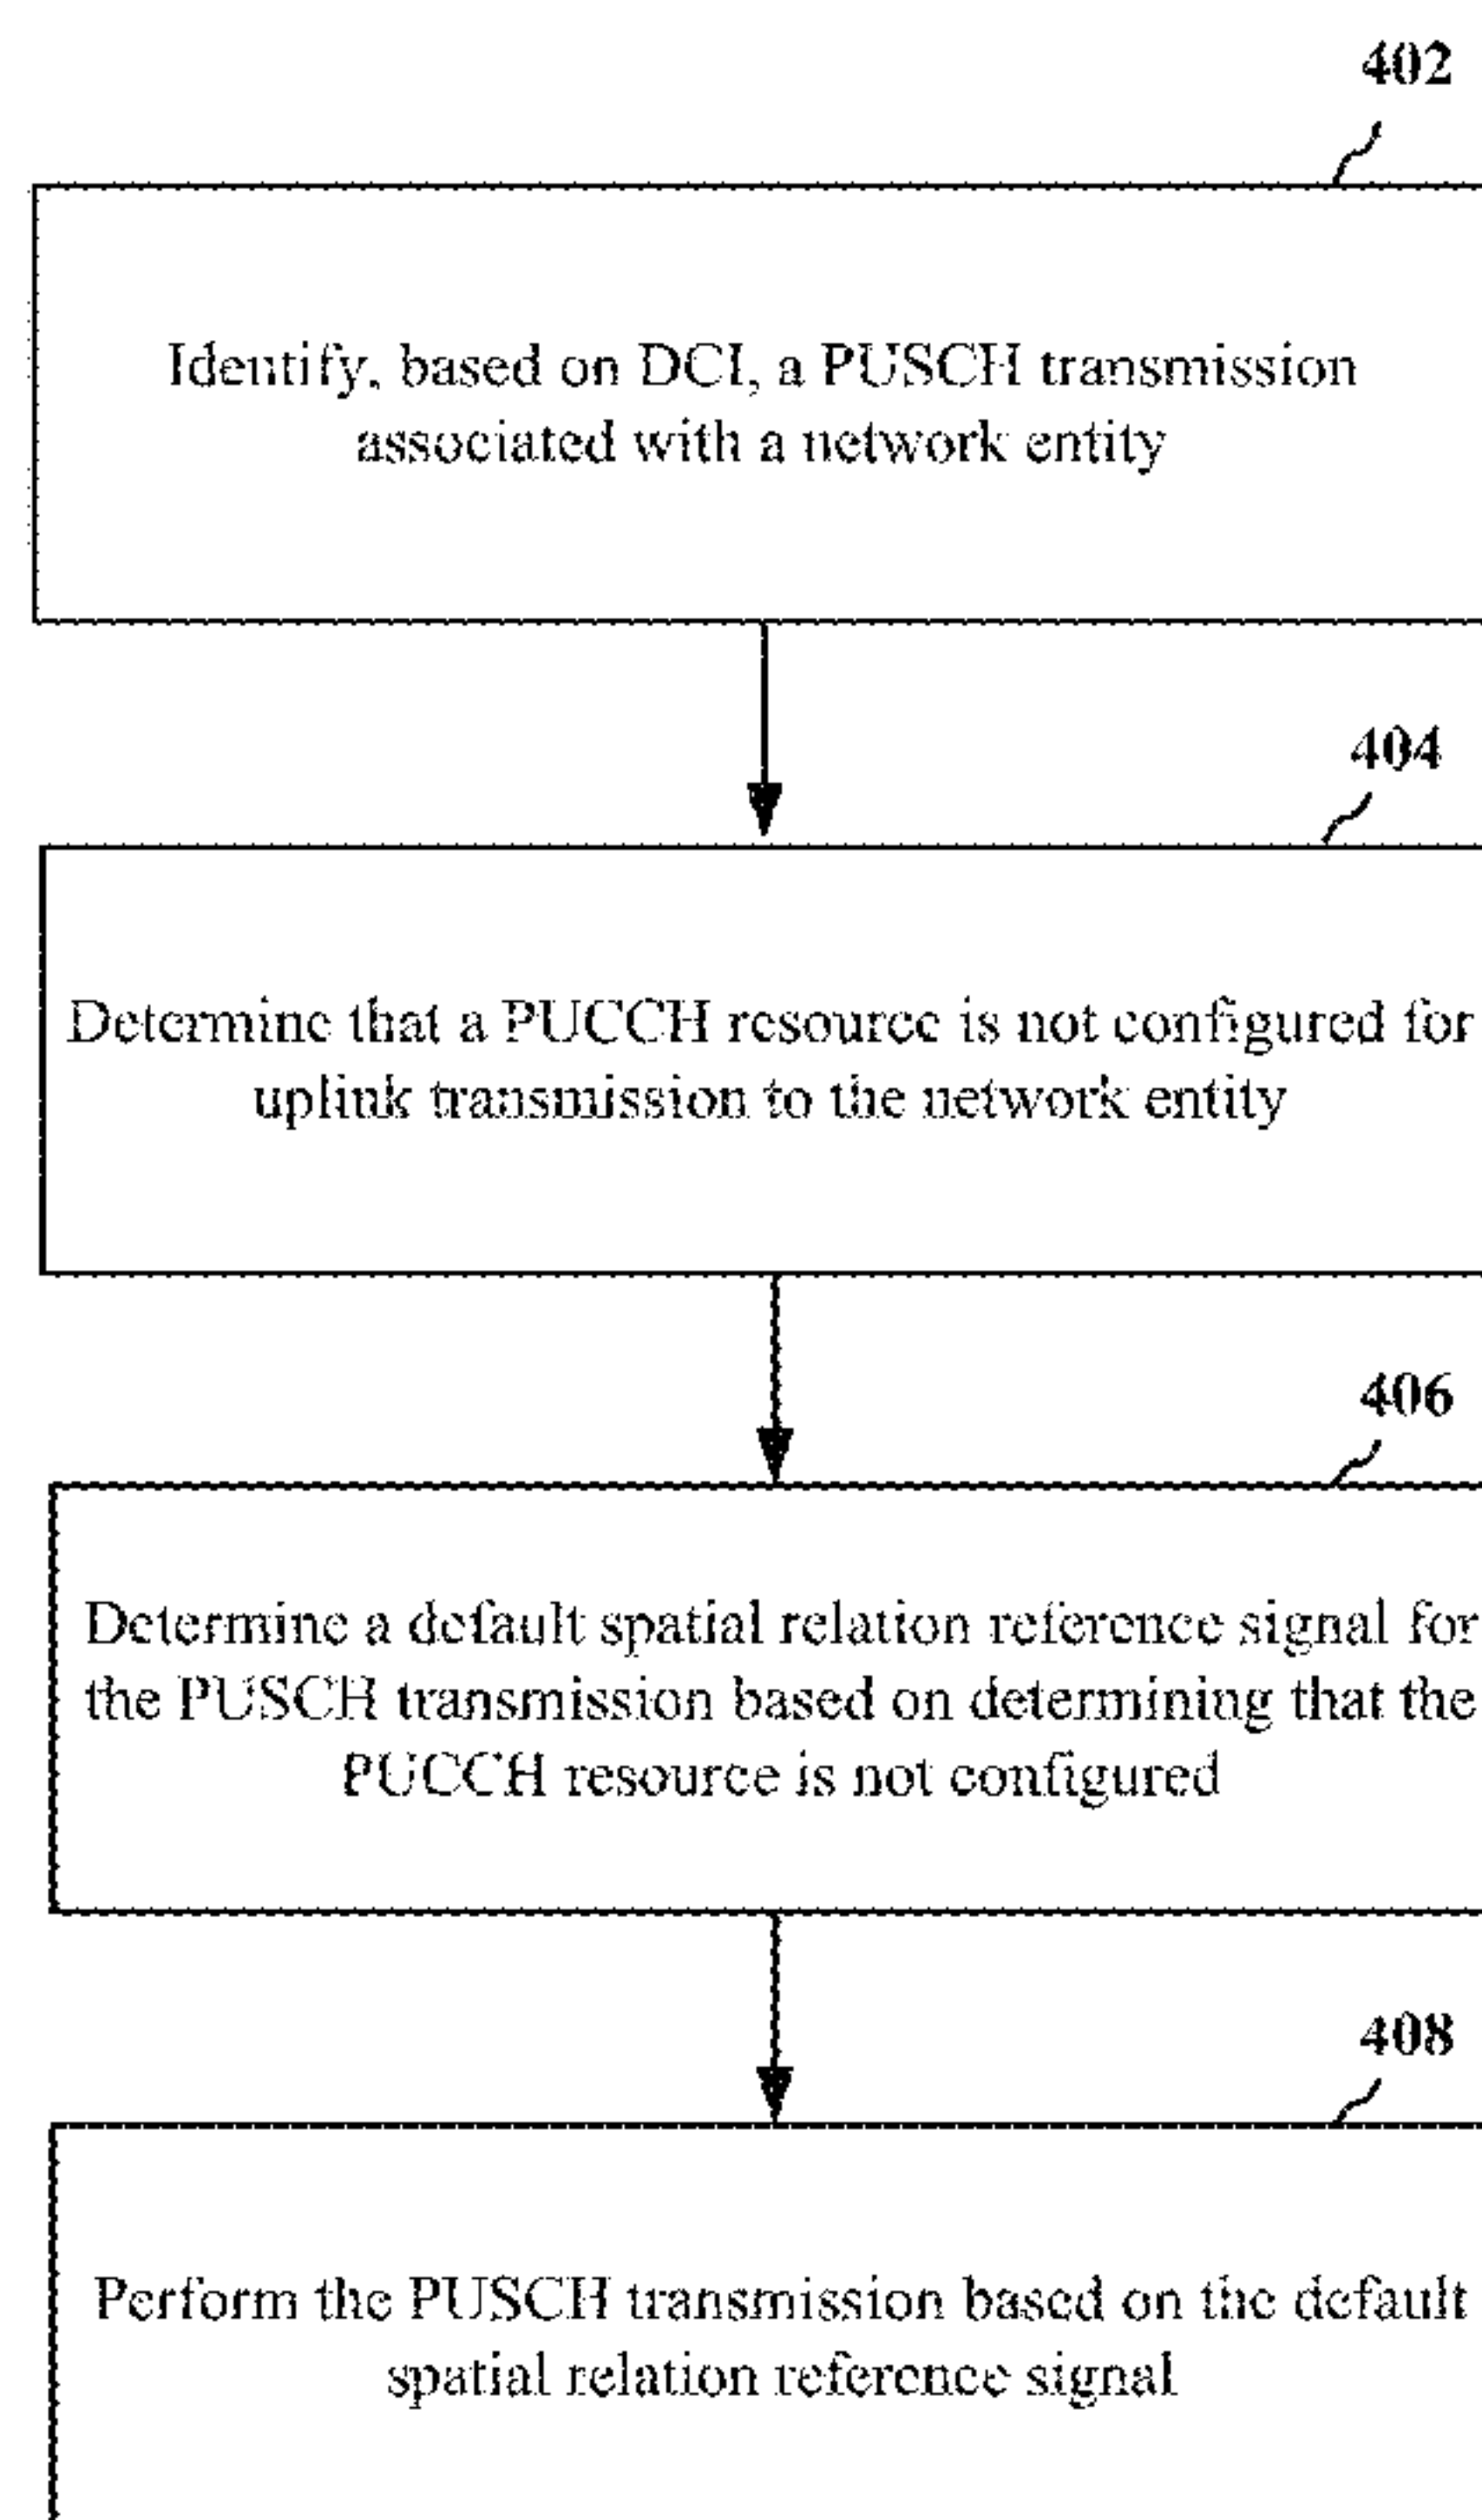 402
Identify, based on DCI, a PUSCH transmission
associated with a network entity
404
Determine that a PUCCH resource is not configured for
uplink transmission to the network entity
406
Determine a default spatial relation reference signal for
the PUSCH transmission based on determining that the
PUCCH resource is not configured
408
Perform the PUSCH transmission based on the default
spatial relation reference signal